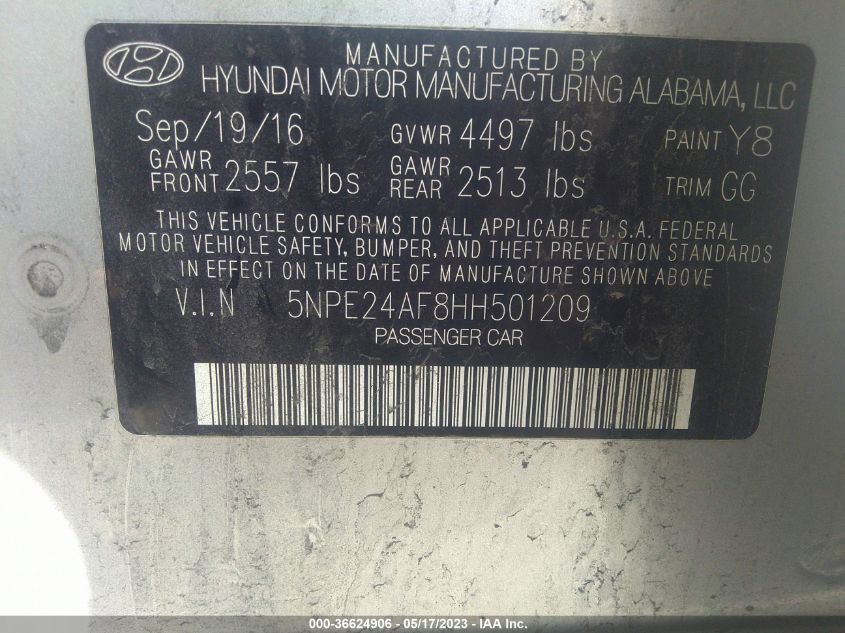 MANUFACTURED BY
HYUNDAI MOTOR MANUFACTURING ALABAMA, LLC
Sep/19/16 GVWR 4497 lbs PAINT Y8
GAWR FRONT 2557 lbs GAWR REAR 2513 lbs TRIM GG
THIS VEHICLE CONFORMS TO ALL APPLICABLE U.S.A. FEDERAL
MOTOR VEHICLE SAFETY, BUMPER, AND THEFT PREVENTION STANDARDS
IN EFFECT ON THE DATE OF MANUFACTURE SHOWN ABOVE
V.I.N 5NPE24AF8HH501209
PASSENGER CAR
000-36624906 - 05/17/2023 - IAA Inc.